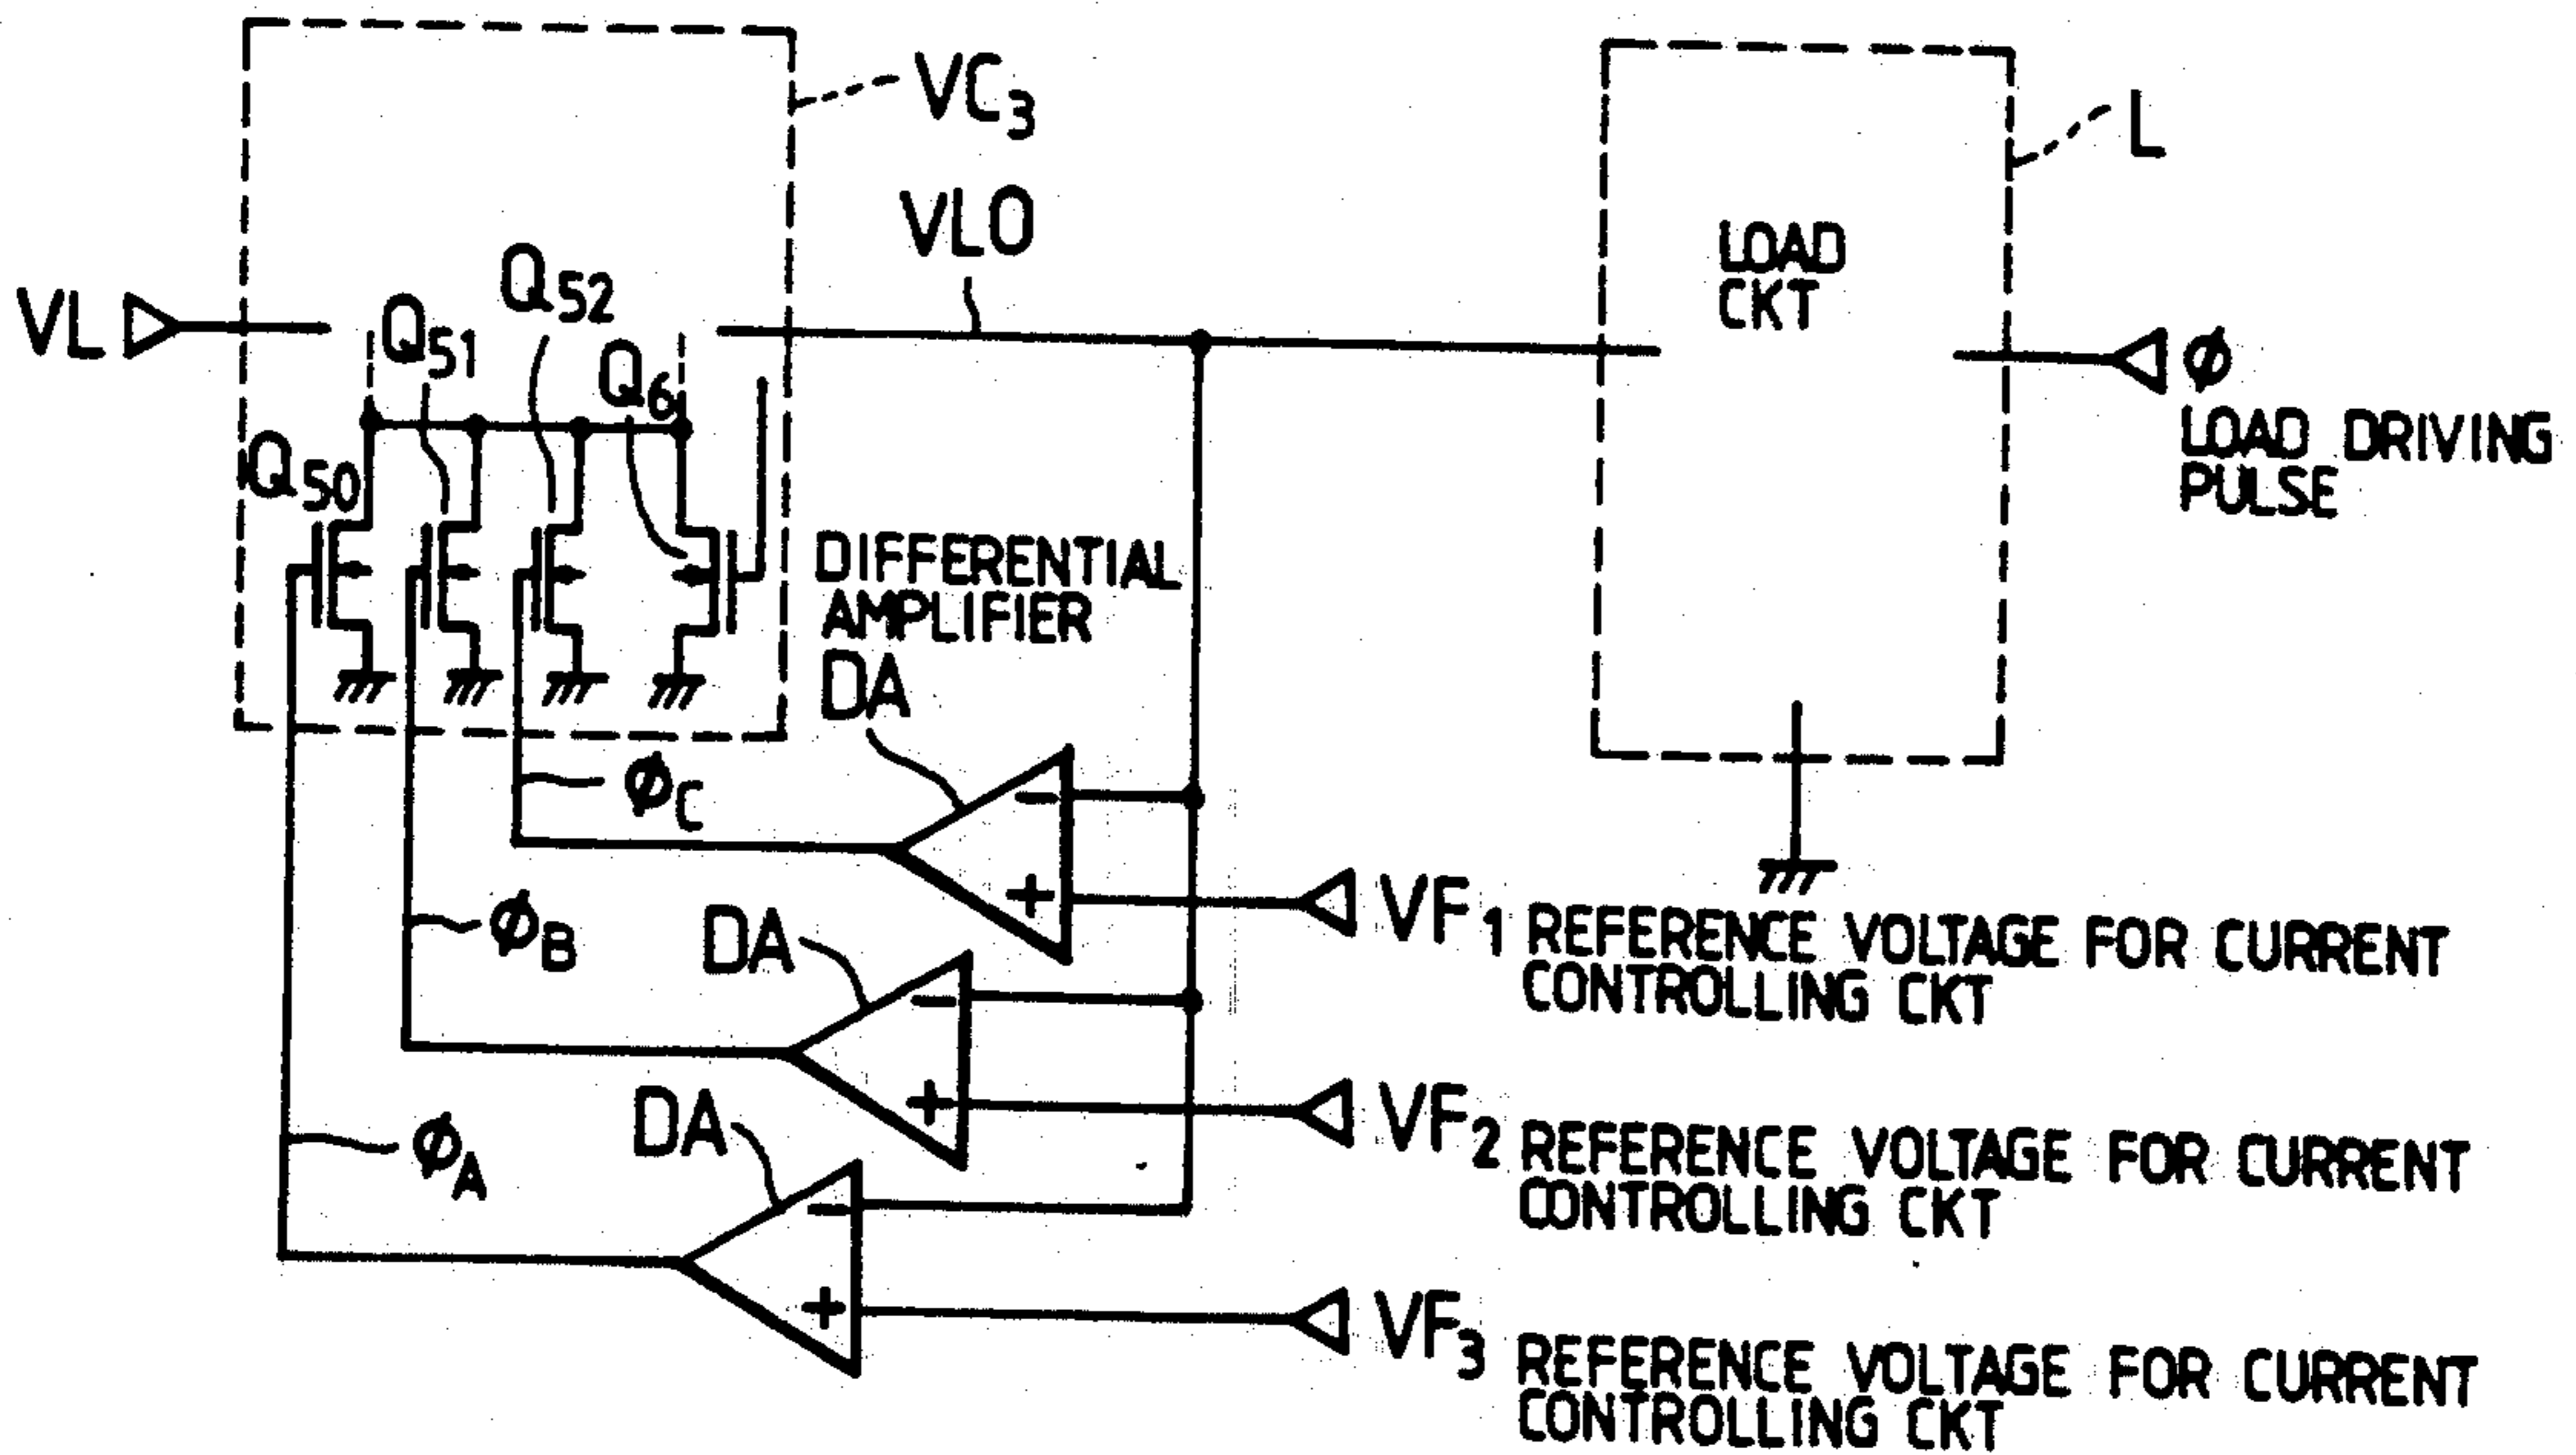 VC3
L
VLO
VL
Q52
Q51
Q6
Q50
LOAD
CKT
φ
LOAD DRIVING
PULSE
DIFFERENTIAL
AMPLIFIER
DA
−
+
φC
VF1 REFERENCE VOLTAGE FOR CURRENT
CONTROLLING CKT
DA
−
+
φB
VF2 REFERENCE VOLTAGE FOR CURRENT
CONTROLLING CKT
DA
−
+
φA
VF3 REFERENCE VOLTAGE FOR CURRENT
CONTROLLING CKT